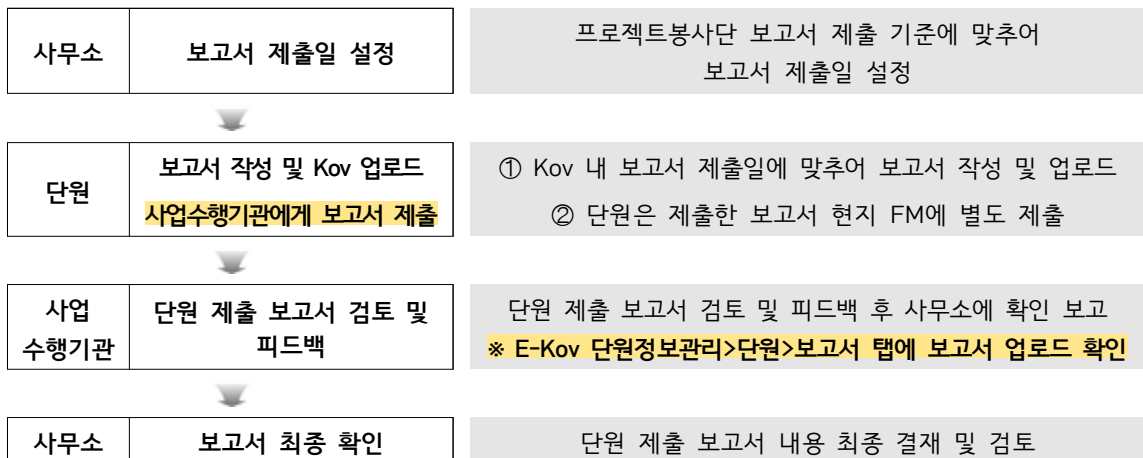 사무소
보고서 제출일 설정
프로젝트봉사단 보고서 제출 기준에 맞추어
보고서 제출일 설정
단원
보고서 작성 및 Kov 업로드
사업수행기관에게 보고서 제출
① Kov 내 보고서 제출일에 맞추어 보고서 작성 및 업로드
② 단원은 제출한 보고서 현지 FM에 별도 제출
사업
수행기관
단원 제출 보고서 검토 및
피드백
단원 제출 보고서 검토 및 피드백 후 사무소에 확인 보고
※ E-Kov 단원정보관리>단원>보고서 탭에 보고서 업로드 확인
사무소
보고서 최종 확인
단원 제출 보고서 내용 최종 결재 및 검토